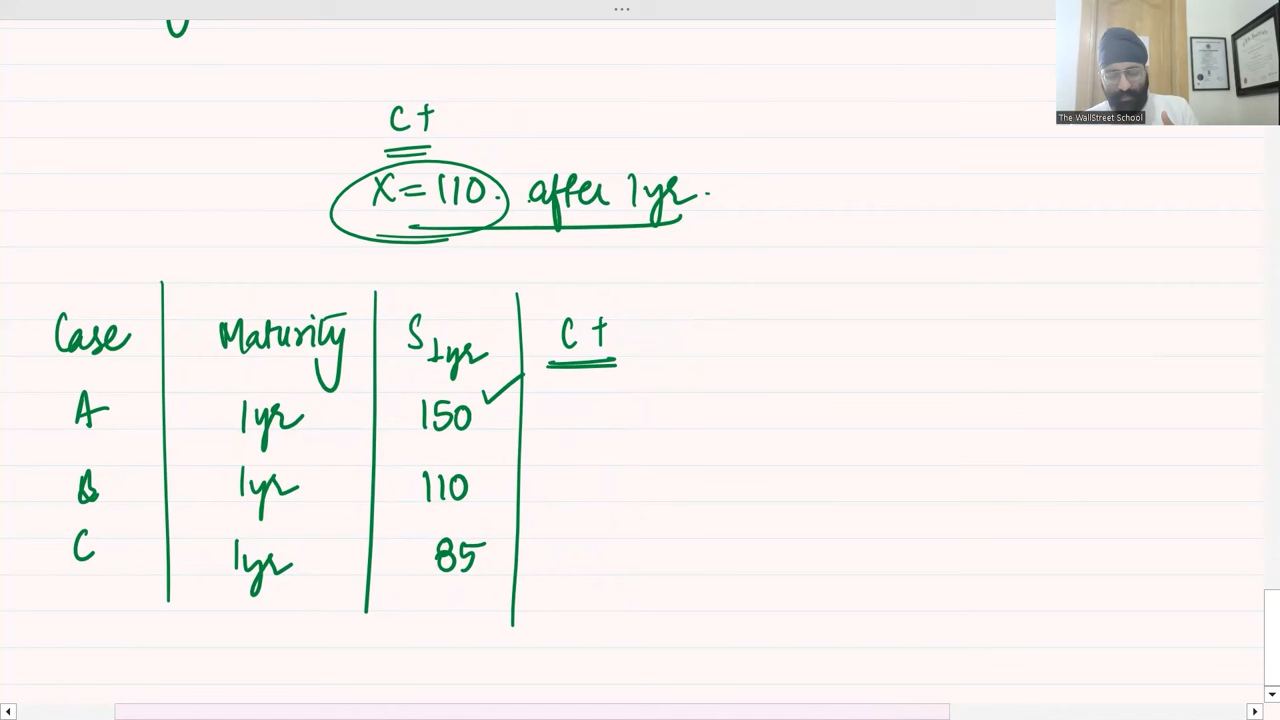 The WallStreet School
C +
X = 110. after 1yr.
Case Maturity S1yr C +
A 1yr 150 ✓
B 1yr 110
C 1yr 85